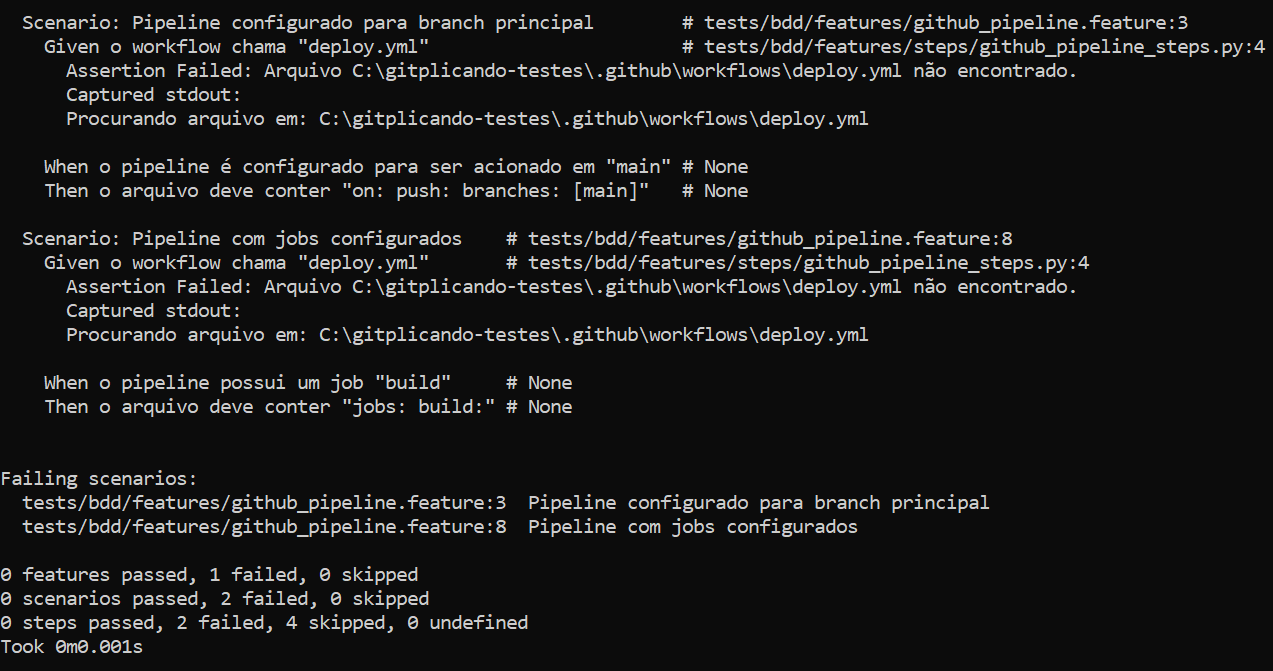 Scenario: Pipeline configurado para branch principal # tests/bdd/features/github_pipeline.feature:3
Given o workflow chama "deploy.yml" # tests/bdd/features/steps/github_pipeline_steps.py:4
Assertion Failed: Arquivo C:\gitplicando-testes\.github\workflows\deploy.yml não encontrado.
Captured stdout:
Procurando arquivo em: C:\gitplicando-testes\.github\workflows\deploy.yml
When o pipeline é configurado para ser acionado em "main" # None
Then o arquivo deve conter "on: push: branches: [main]" # None
Scenario: Pipeline com jobs configurados # tests/bdd/features/github_pipeline.feature:8
Given o workflow chama "deploy.yml" # tests/bdd/features/steps/github_pipeline_steps.py:4
Assertion Failed: Arquivo C:\gitplicando-testes\.github\workflows\deploy.yml não encontrado.
Captured stdout:
Procurando arquivo em: C:\gitplicando-testes\.github\workflows\deploy.yml
When o pipeline possui um job "build" # None
Then o arquivo deve conter "jobs: build:" # None
Failing scenarios:
tests/bdd/features/github_pipeline.feature:3 Pipeline configurado para branch principal
tests/bdd/features/github_pipeline.feature:8 Pipeline com jobs configurados
0 features passed, 1 failed, 0 skipped
0 scenarios passed, 2 failed, 0 skipped
0 steps passed, 2 failed, 4 skipped, 0 undefined
Took 0m0.001s